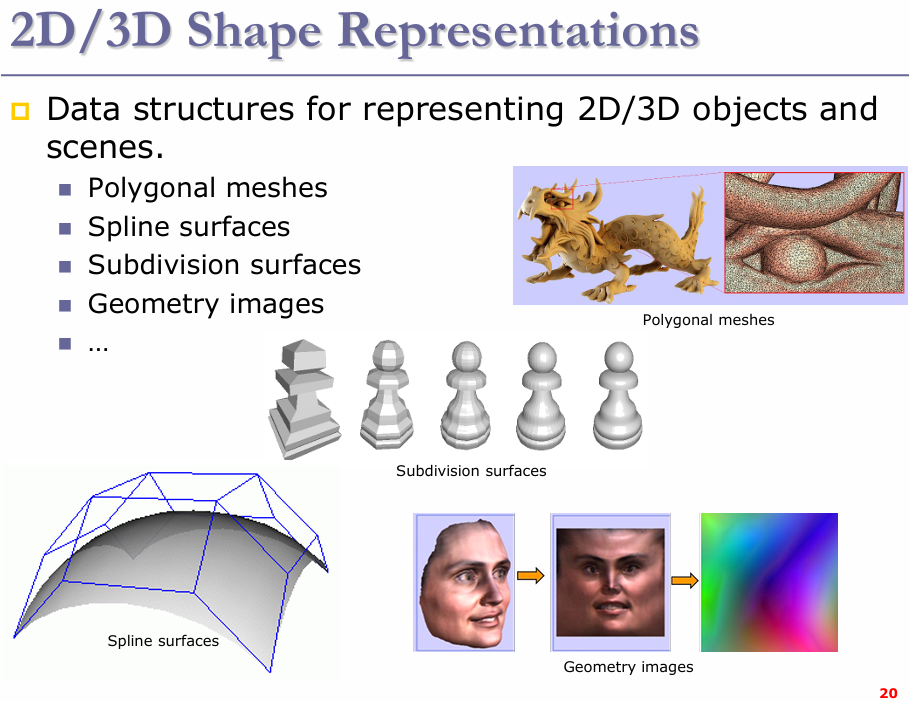 2D/3D Shape Representations
Data structures for representing 2D/3D objects and
scenes.
Polygonal meshes
Spline surfaces
Subdivision surfaces
Geometry images
…
Polygonal meshes
Subdivision surfaces
Spline surfaces
Geometry images
20